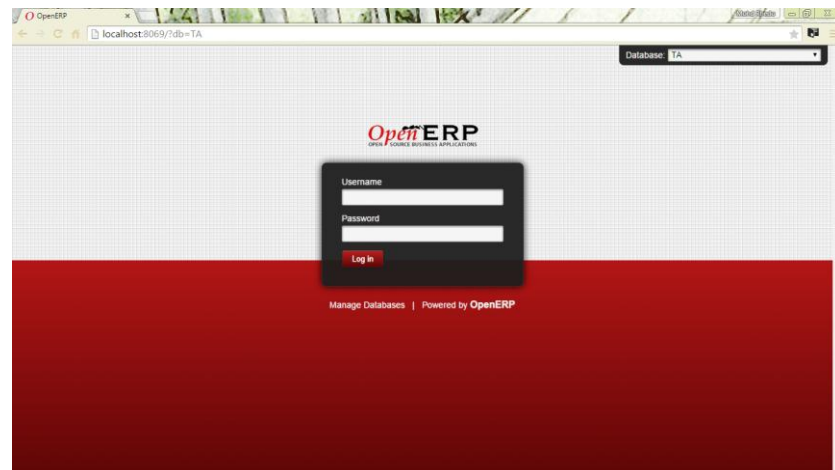 OpenERP
localhost:8069/?db=TA
Database: TA
OpenERP
OPEN SOURCE BUSINESS APPLICATIONS
Username
Password
Log in
Manage Databases | Powered by OpenERP